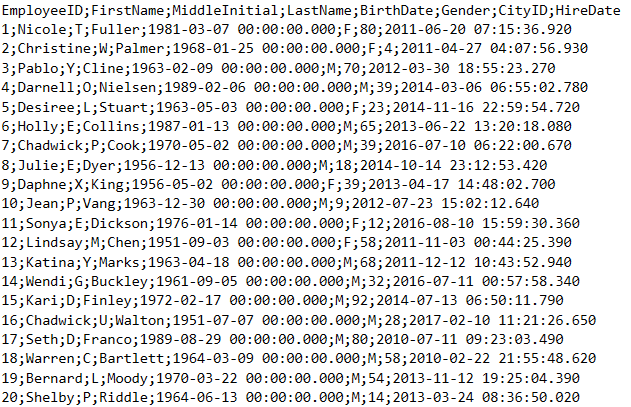 EmployeeID;FirstName;MiddleInitial;LastName;BirthDate;Gender;CityID;HireDate
1;Nicole;T;Fuller;1981-03-07 00:00:00.000;F;80;2011-06-20 07:15:36.920
2;Christine;W;Palmer;1968-01-25 00:00:00.000;F;4;2011-04-27 04:07:56.930
3;Pablo;Y;Cline;1963-02-09 00:00:00.000;M;70;2012-03-30 18:55:23.270
4;Darnell;O;Nielsen;1989-02-06 00:00:00.000;M;39;2014-03-06 06:55:02.780
5;Desiree;L;Stuart;1963-05-03 00:00:00.000;F;23;2014-11-16 22:59:54.720
6;Holly;E;Collins;1987-01-13 00:00:00.000;M;65;2013-06-22 13:20:18.080
7;Chadwick;P;Cook;1970-05-02 00:00:00.000;M;39;2016-07-10 06:22:00.670
8;Julie;E;Dyer;1956-12-13 00:00:00.000;M;18;2014-10-14 23:12:53.420
9;Daphne;X;King;1956-05-02 00:00:00.000;F;39;2013-04-17 14:48:02.700
10;Jean;P;Vang;1963-12-30 00:00:00.000;M;9;2012-07-23 15:02:12.640
11;Sonya;E;Dickson;1976-01-14 00:00:00.000;F;12;2016-08-10 15:59:30.360
12;Lindsay;M;Chen;1951-09-03 00:00:00.000;F;58;2011-11-03 00:44:25.390
13;Katina;Y;Marks;1963-04-18 00:00:00.000;M;68;2011-12-12 10:43:52.940
14;Wendi;G;Buckley;1961-09-05 00:00:00.000;M;32;2016-07-11 00:57:58.340
15;Kari;D;Finley;1972-02-17 00:00:00.000;M;92;2014-07-13 06:50:11.790
16;Chadwick;U;Walton;1951-07-07 00:00:00.000;M;28;2017-02-10 11:21:26.650
17;Seth;D;Franco;1989-08-29 00:00:00.000;M;80;2010-07-11 09:23:03.490
18;Warren;C;Bartlett;1964-03-09 00:00:00.000;M;58;2010-02-22 21:55:48.620
19;Bernard;L;Moody;1970-03-22 00:00:00.000;M;54;2013-11-12 19:25:04.390
20;Shelby;P;Riddle;1964-06-13 00:00:00.000;M;14;2013-03-24 08:36:50.020